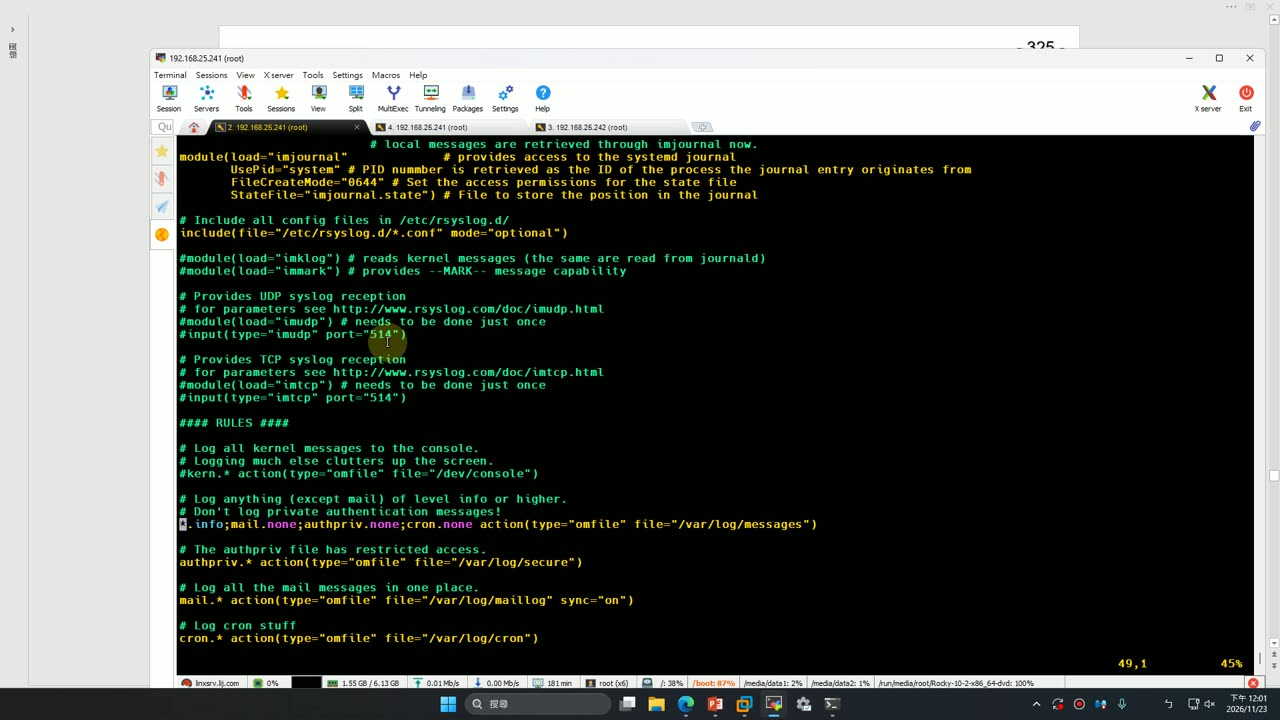 - 325 -
192.168.25.241 (root)
Terminal Sessions View X server Tools Settings Macros Help
Session Servers Tools Sessions View Split MultiExec Tunneling Packages Settings Help X server Exit
Qu 2. 192.168.25.241 (root) 4. 192.168.25.241 (root) 3. 192.168.25.242 (root)
# local messages are retrieved through imjournal now.
module(load="imjournal" # provides access to the systemd journal
UsePid="system" # PID nummber is retrieved as the ID of the process the journal entry originates from
FileCreateMode="0644" # Set the access permissions for the state file
StateFile="imjournal.state") # File to store the position in the journal
# Include all config files in /etc/rsyslog.d/
include(file="/etc/rsyslog.d/*.conf" mode="optional")
#module(load="imklog") # reads kernel messages (the same are read from journald)
#module(load="immark") # provides --MARK-- message capability
# Provides UDP syslog reception
# for parameters see http://www.rsyslog.com/doc/imudp.html
#module(load="imudp") # needs to be done just once
#input(type="imudp" port="514")
# Provides TCP syslog reception
# for parameters see http://www.rsyslog.com/doc/imtcp.html
#module(load="imtcp") # needs to be done just once
#input(type="imtcp" port="514")
#### RULES ####
# Log all kernel messages to the console.
# Logging much else clutters up the screen.
#kern.* action(type="omfile" file="/dev/console")
# Log anything (except mail) of level info or higher.
# Don't log private authentication messages!
*.info;mail.none;authpriv.none;cron.none action(type="omfile" file="/var/log/messages")
# The authpriv file has restricted access.
authpriv.* action(type="omfile" file="/var/log/secure")
# Log all the mail messages in one place.
mail.* action(type="omfile" file="/var/log/maillog" sync="on")
# Log cron stuff
cron.* action(type="omfile" file="/var/log/cron")
49,1 45%
linxsrv.lij.com 0% 1.55 GB / 6.13 GB 0.01 Mb/s 0.00 Mb/s 181 min root (x6) /: 38% /boot: 87% /media/data1: 2% /media/data2: 1% /run/media/root/Rocky-10-2-x86_64-dvd: 100%
搜尋
下午 12:01
2026/11/23